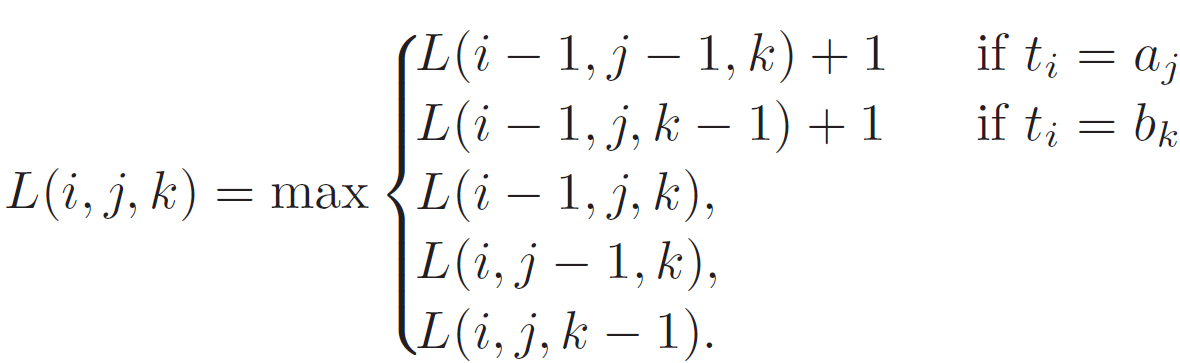 L(i − 1, j − 1, k) + 1 if t_i = a_j
L(i − 1, j, k − 1) + 1 if t_i = b_k
L(i, j, k) = max { L(i − 1, j, k),
L(i, j − 1, k),
L(i, j, k − 1).